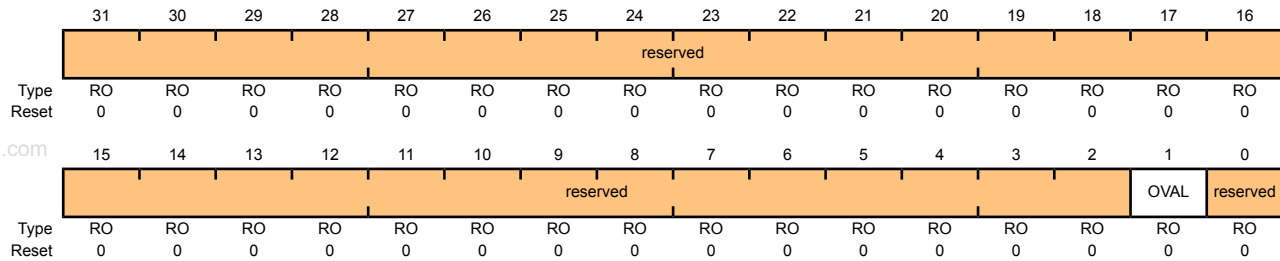 31 30 29 28 27 26 25 24 23 22 21 20 19 18 17 16
reserved
Type RO RO RO RO RO RO RO RO RO RO RO RO RO RO RO RO
Reset 0 0 0 0 0 0 0 0 0 0 0 0 0 0 0 0
.com
15 14 13 12 11 10 9 8 7 6 5 4 3 2 1 0
reserved OVAL reserved
Type RO RO RO RO RO RO RO RO RO RO RO RO RO RO RO RO
Reset 0 0 0 0 0 0 0 0 0 0 0 0 0 0 0 0